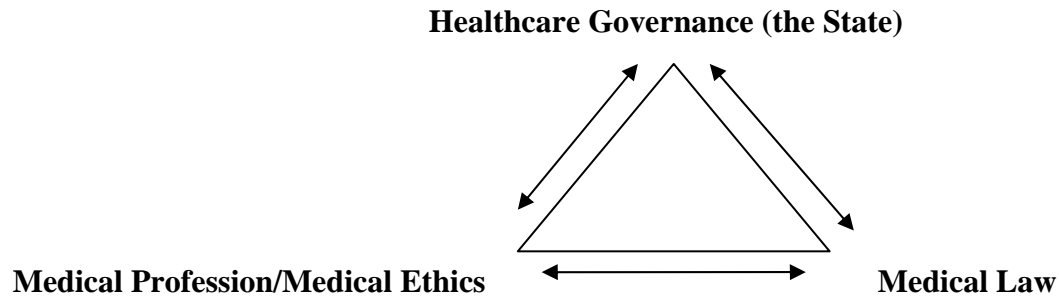 Healthcare Governance (the State)
Medical Profession/Medical Ethics
Medical Law